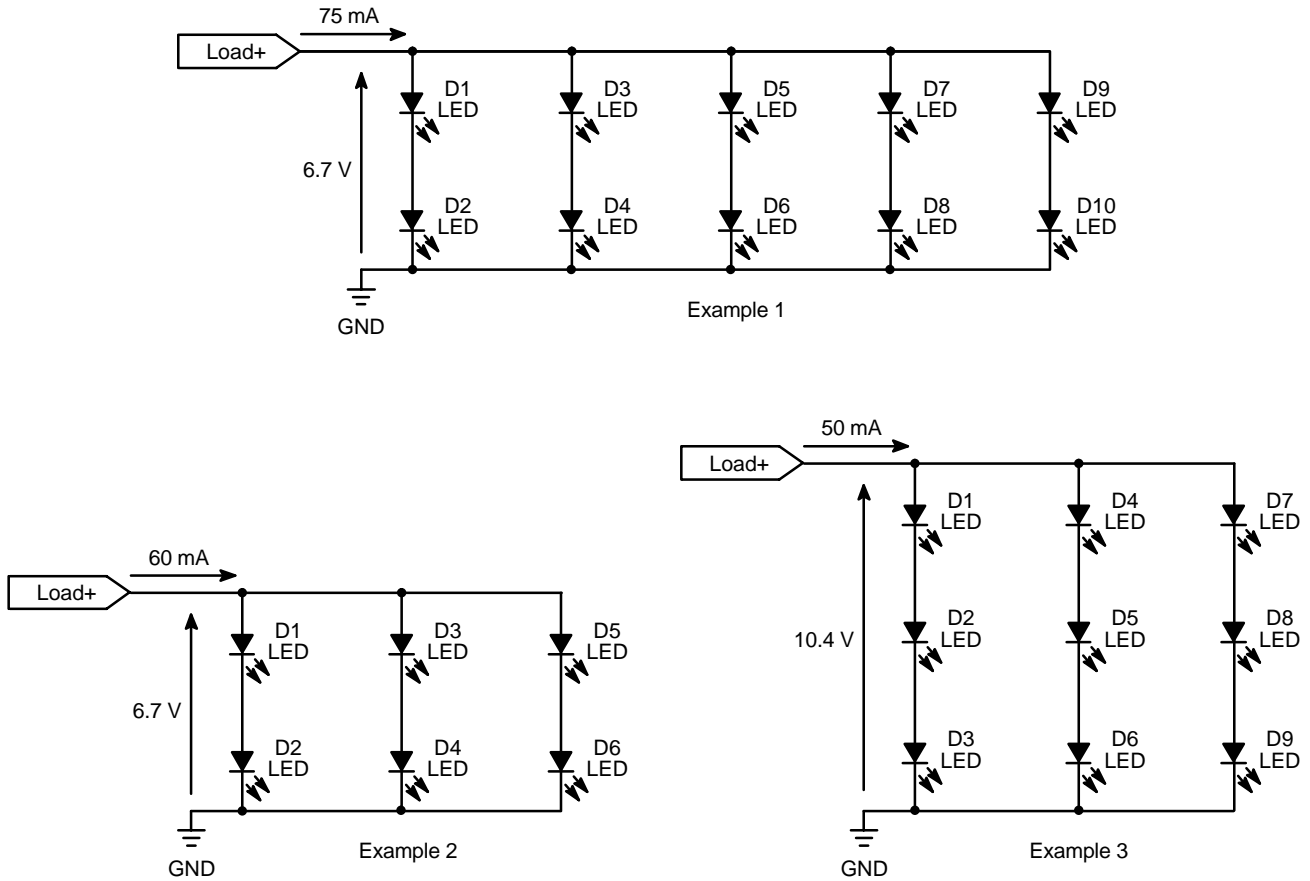 75 mA
Load+
D1
LED
D3
LED
D5
LED
D7
LED
D9
LED
6.7 V
D2
LED
D4
LED
D6
LED
D8
LED
D10
LED
GND
Example 1
60 mA
Load+
D1
LED
D3
LED
D5
LED
6.7 V
D2
LED
D4
LED
D6
LED
GND
Example 2
50 mA
Load+
D1
LED
D4
LED
D7
LED
10.4 V
D2
LED
D5
LED
D8
LED
D3
LED
D6
LED
D9
LED
GND
Example 3